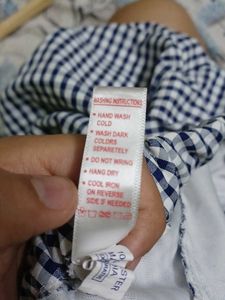 WASHING INSTRUCTIONS
• HAND WASH
COLD
• WASH DARK
COLORS
SEPARETELY
• DO NOT WRING
• HANG DRY
• COOL IRON
ON REVERSE
SIDE IF NEEDED